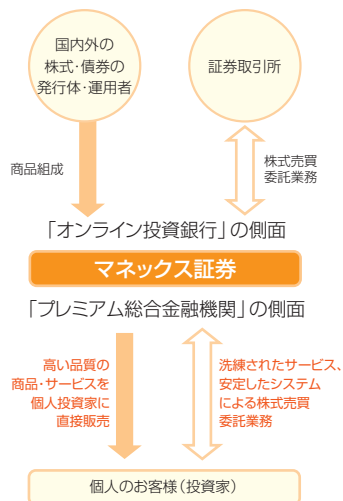 国内外の
株式・債券の
発行体・運用者
証券取引所
商品組成
株式売買
委託業務
「オンライン投資銀行」の側面
マネックス証券
「プレミアム総合金融機関」の側面
高い品質の
商品・サービスを
個人投資家に
直接販売
洗練されたサービス、
安定したシステム
による株式売買
委託業務
個人のお客様（投資家）